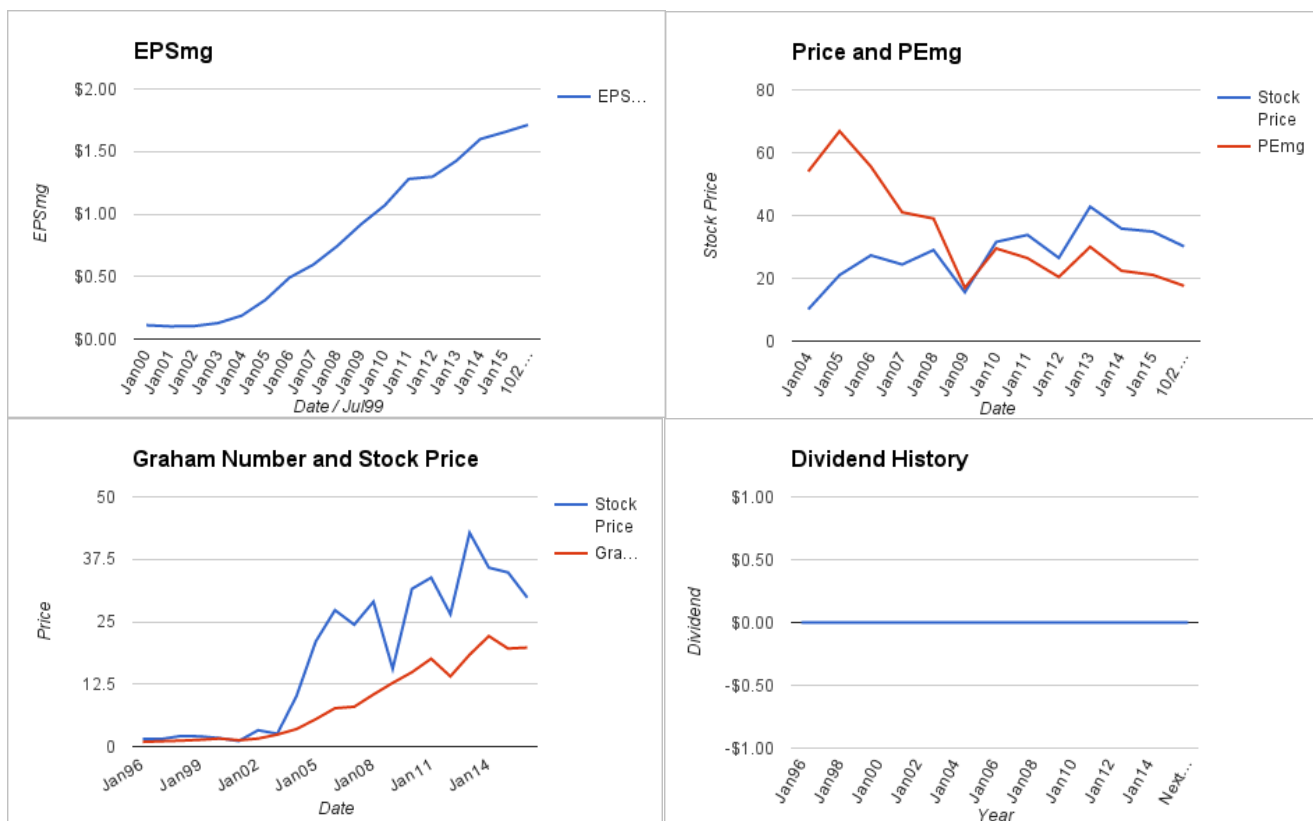 EPSmg
$2.00
$1.50
$1.00
$0.50
$0.00
EPSmg
EPS...
Jan00
Jan01
Jan02
Jan03
Jan04
Jan05
Jan06
Jan07
Jan08
Jan09
Jan10
Jan11
Jan12
Jan13
Jan14
Jan15
10/2...
Date / Jul99
Price and PEmg
80
60
40
20
0
Stock Price
Stock
Price
PEmg
Jan04
Jan05
Jan06
Jan07
Jan08
Jan09
Jan10
Jan11
Jan12
Jan13
Jan14
Jan15
10/2...
Date
Graham Number and Stock Price
50
37.5
25
12.5
0
Price
Stock
Price
Gra...
Jan96
Jan99
Jan02
Jan05
Jan08
Jan11
Jan14
Date
Dividend History
$1.00
$0.50
$0.00
-$0.50
-$1.00
Dividend
Jan96
Jan98
Jan00
Jan02
Jan04
Jan06
Jan08
Jan10
Jan12
Jan14
Next...
Year